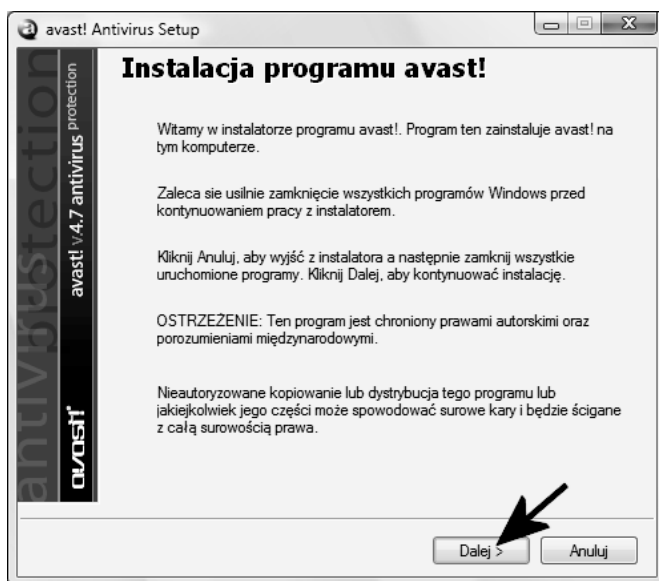 avast! Antivirus Setup
Instalacja programu avast!
Witamy w instalatorze programu avast!. Program ten zainstaluje avast! na
tym komputerze.
Zaleca sie usilnie zamknięcie wszystkich programów Windows przed
kontynuowaniem pracy z instalatorem.
Kliknij Anuluj, aby wyjść z instalatora a następnie zamknij wszystkie
uruchomione programy. Kliknij Dalej, aby kontynuować instalację.
OSTRZEŻENIE: Ten program jest chroniony prawami autorskimi oraz
porozumieniami międzynarodowymi.
Nieautoryzowane kopiowanie lub dystrybucja tego programu lub
jakiejkolwiek jego części może spowodować surowe kary i będzie ścigane
z całą surowością prawa.
antivirus protection
avast! v.4.7 antivirus protection
avast!
Dalej >
Anuluj